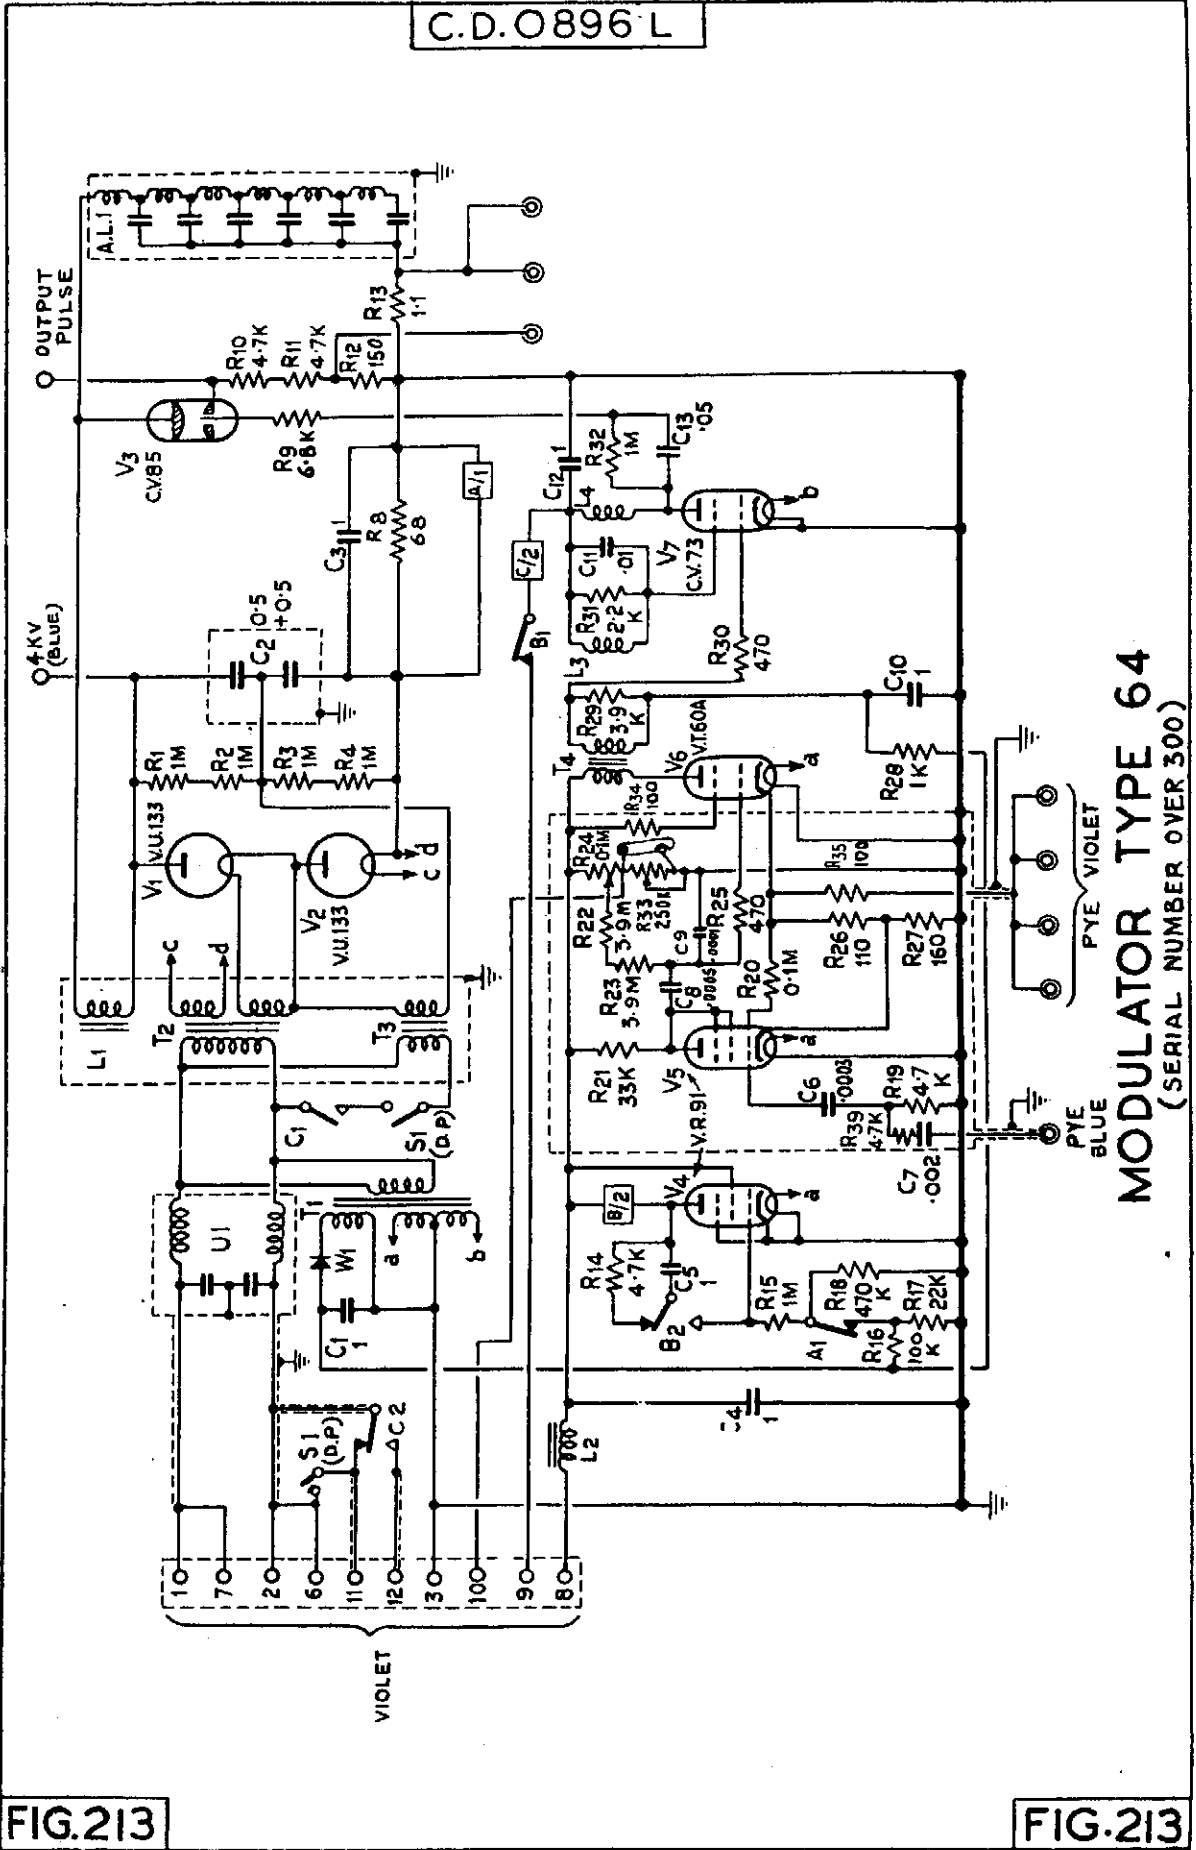 C.D.0896 L
OUTPUT
PULSE
4KV
(BLUE)
A.L.1
R13
1·1
R10
4·7K
R11
4·7K
R12
150
V3
C.V.85
R9
6·8K
A/1
C3 1
R8
68
C2 0·5
+0·5
R1
1M
R2
1M
R3
1M
R4
1M
V1 V.U.133
V2
V.U.133
c
d
c
d
L1
T2
T3
C1
S1
(D.P)
U1
T1
W1
C1
1
a
b
S1
(D.P)
C2
1
7
2
6
11
12
3
10
9
8
VIOLET
C12 1
R32
1M
C13
·05
L4
C/2
B1
C11
·01
V7
C.V.73
b
R31
2·2
K
L3
R30
470
R29
3·9
K
C10
1
R28
1K
T4
V6
V.T.60A
a
R34
100
R24
0·1M
R35
100
R22
3·9M
R33
250K
R25
470
C9
·0001
R26
110
R27
160
R23
3·9M
C8
·0005
R20
0·1M
R21
33K
V5
a
C6
·0003
R19
4·7
K
R39
4·7K
C7
·002
V.R.91
B/2
V4
a
R14
4·7K
C5
1
B2
R15
1M
R18
470
K
A1
R16
100
K
R17
22K
1
L2
PYE VIOLET
PYE
BLUE
MODULATOR TYPE 64
(SERIAL NUMBER OVER 300)
FIG.213
FIG.213